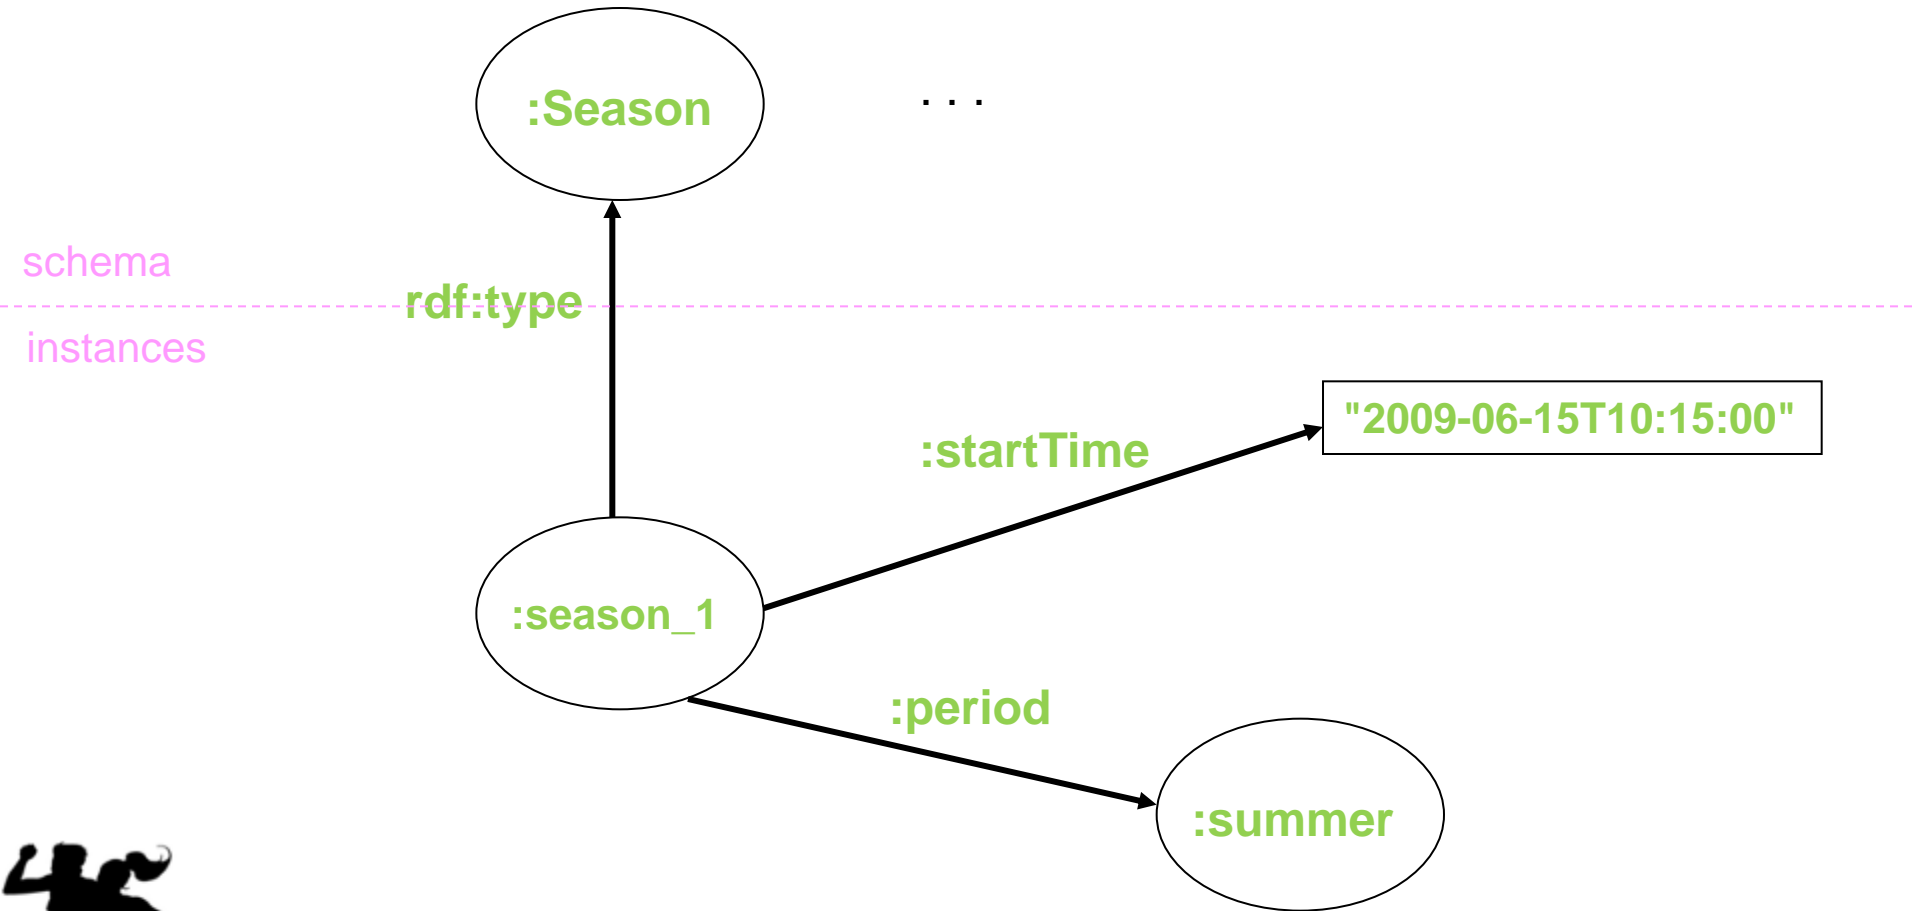 :Season
. . .
schema
rdf:type
instances
"2009-06-15T10:15:00"
:startTime
:season_1
:period
:summer